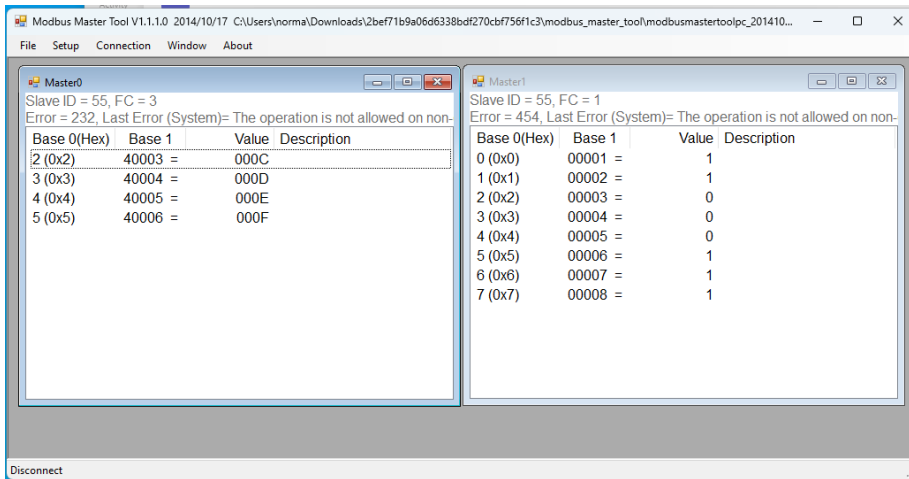 Modbus Master Tool V1.1.1.0 2014/10/17 C:\Users\norma\Downloads\2bef71b9a06d6338bdf270cbf756f1c3\modbus_master_tool\modbusmastertoolpc_201410...
File Setup Connection Window About
Master0
Slave ID = 55, FC = 3
Error = 232, Last Error (System)= The operation is not allowed on non-
Base 0(Hex) Base 1 Value Description
2 (0x2) 40003 = 000C
3 (0x3) 40004 = 000D
4 (0x4) 40005 = 000E
5 (0x5) 40006 = 000F
Master1
Slave ID = 55, FC = 1
Error = 454, Last Error (System)= The operation is not allowed on non-
Base 0(Hex) Base 1 Value Description
0 (0x0) 00001 = 1
1 (0x1) 00002 = 1
2 (0x2) 00003 = 0
3 (0x3) 00004 = 0
4 (0x4) 00005 = 0
5 (0x5) 00006 = 1
6 (0x6) 00007 = 1
7 (0x7) 00008 = 1
Disconnect